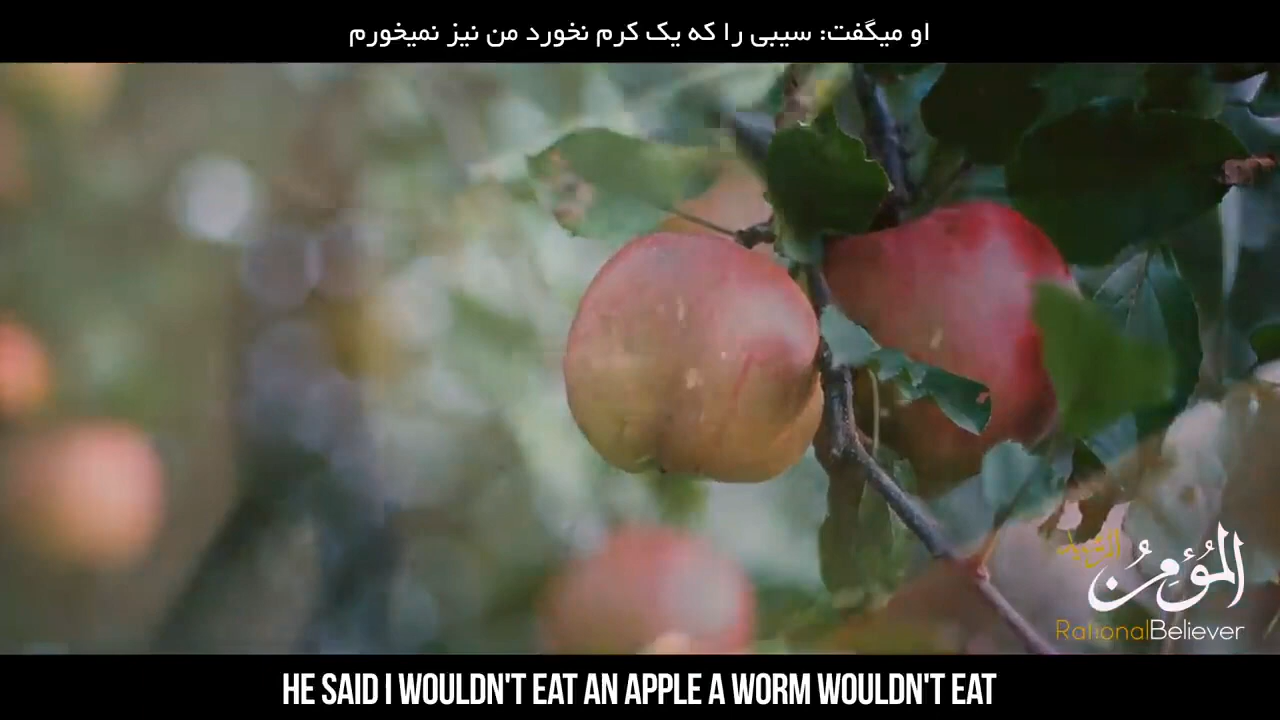 او میگفت: سیبی را که یک کرم نخورد من نیز نمیخورم
المؤمن
الرشيد
RationalBeliever
HE SAID I WOULDN'T EAT AN APPLE A WORM WOULDN'T EAT